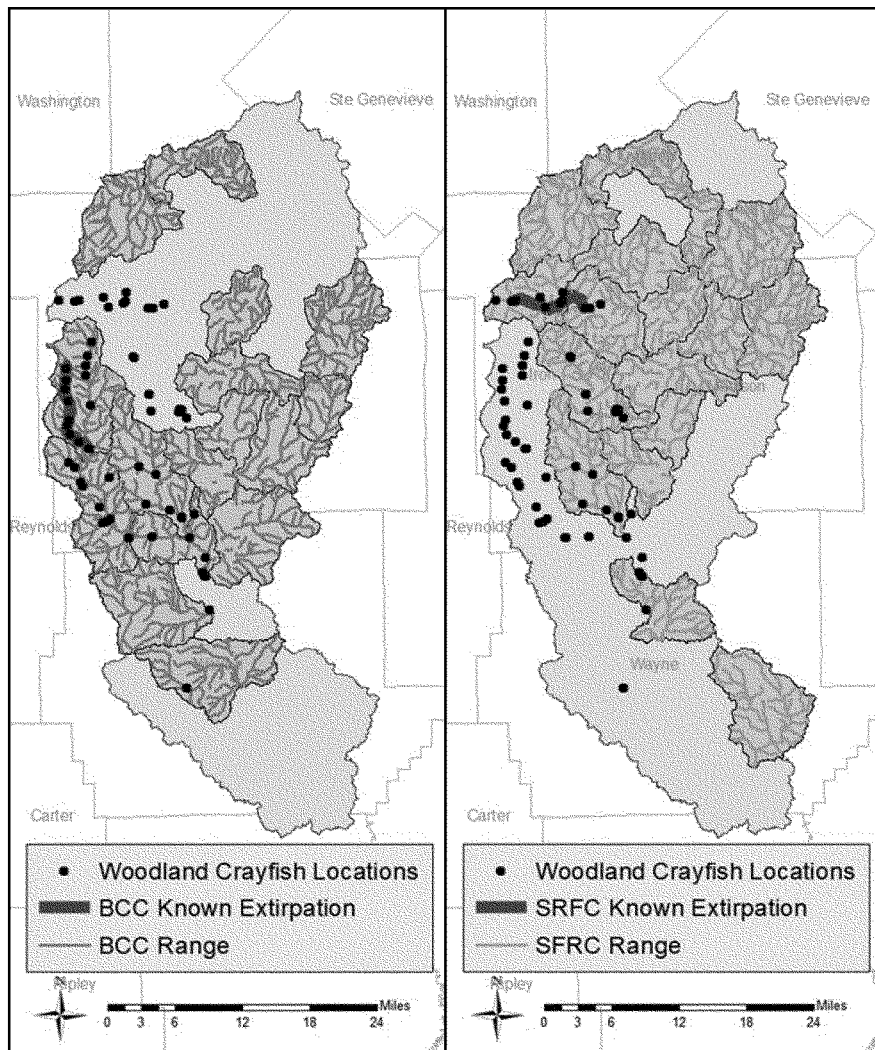 Washington
Ste Genevieve
Reynolds
Carter
Woodland Crayfish Locations
BCC Known Extirpation
BCC Range
Ripley
N
Miles
0 3 6 12 18 24
Washington
Ste Genevieve
Reynolds
Wayne
Carter
Woodland Crayfish Locations
SRFC Known Extirpation
SFRC Range
Ripley
N
Miles
0 3 6 12 18 24